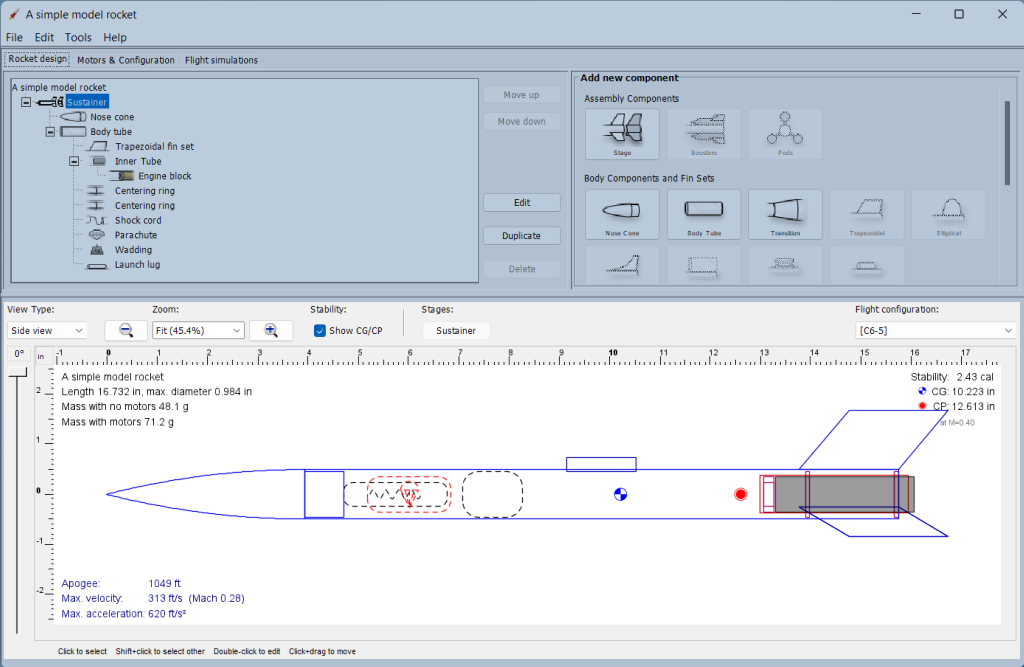 A simple model rocket
File Edit Tools Help
Rocket design Motors & Configuration Flight simulations
A simple model rocket
Sustainer
Nose cone
Body tube
Trapezoidal fin set
Inner Tube
Engine block
Centering ring
Centering ring
Shock cord
Parachute
Wadding
Launch lug
Move up
Move down
Edit
Duplicate
Delete
Add new component
Assembly Components
Stage Boosters Pods
Body Components and Fin Sets
Nose Cone Body Tube Transition Trapezoidal Elliptical
View Type: Zoom: Stability: Stages: Flight configuration:
Side view Fit (45.4%) Show CG/CP Sustainer [C6-5]
0° in -1 0 1 2 3 4 5 6 7 8 9 10 11 12 13 14 15 16 17
2
1
0
-1
-2
A simple model rocket
Length 16.732 in, max. diameter 0.984 in
Mass with no motors 48.1 g
Mass with motors 71.2 g
Stability: 2.43 cal
CG: 10.223 in
CP: 12.613 in
at M=0.40
Apogee: 1049 ft
Max. velocity: 313 ft/s (Mach 0.28)
Max. acceleration: 620 ft/s²
Click to select Shift+click to select other Double-click to edit Click+drag to move